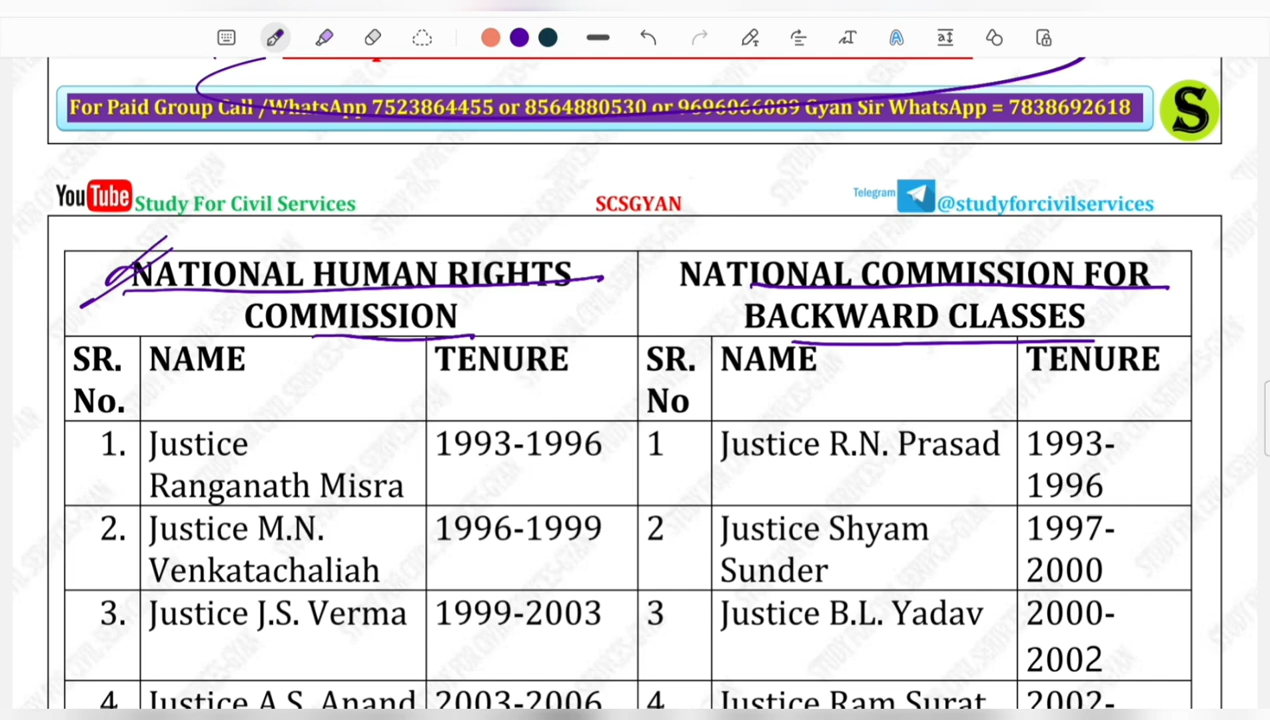 For Paid Group Call /WhatsApp 7523864455 or 8564880530 or 9696066089 Gyan Sir WhatsApp = 7838692618
S
YouTube Study For Civil Services
SCSGYAN
Telegram @studyforcivilservices
NATIONAL HUMAN RIGHTS
COMMISSION
NATIONAL COMMISSION FOR
BACKWARD CLASSES
SR.
No.
NAME
TENURE
SR.
No
NAME
TENURE
1.
Justice
Ranganath Misra
1993-1996
1
Justice R.N. Prasad
1993-
1996
2.
Justice M.N.
Venkatachaliah
1996-1999
2
Justice Shyam
Sunder
1997-
2000
3.
Justice J.S. Verma
1999-2003
3
Justice B.L. Yadav
2000-
2002
4
Justice A.S. Anand
2003-2006
4
Justice Ram Surat
2002-